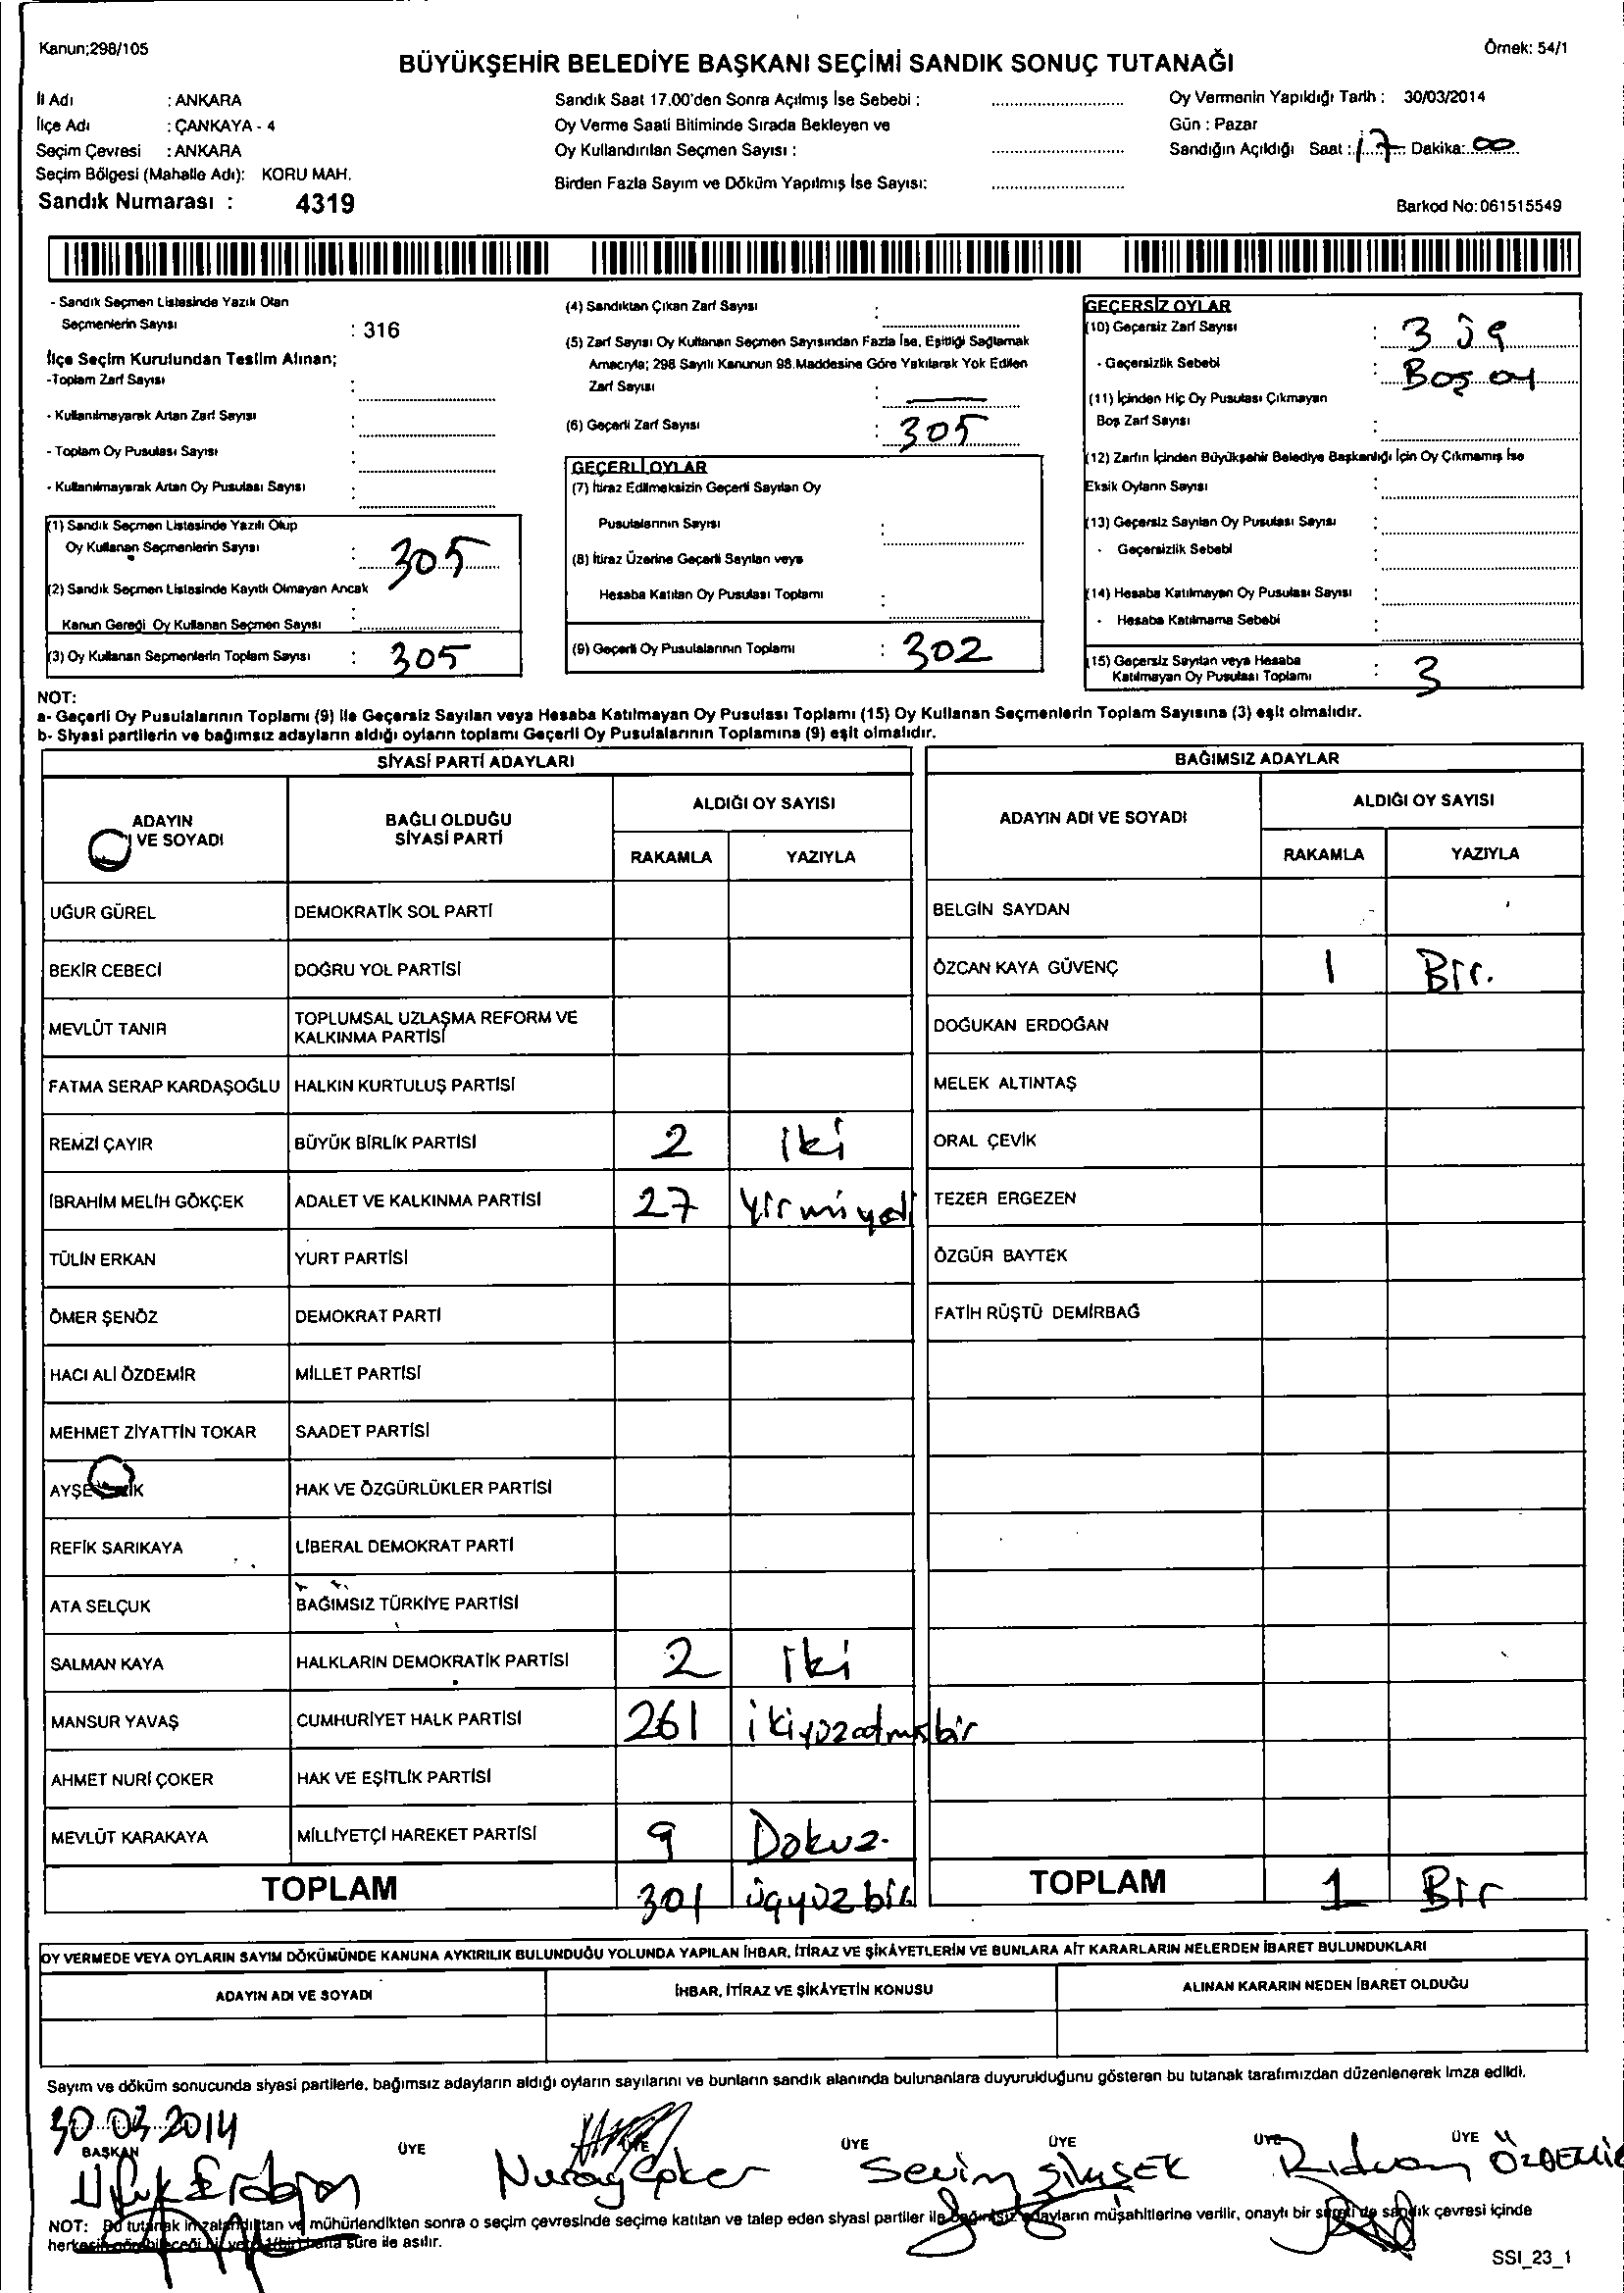 Kanun;298/105
Örnek: 54/1
BÜYÜKŞEHİR BELEDİYE BAŞKANI SEÇİMİ SANDIK SONUÇ TUTANAĞI
İl Adı : ANKARA
İlçe Adı : ÇANKAYA - 4
Seçim Çevresi : ANKARA
Seçim Bölgesi (Mahalle Adı): KORU MAH.
Sandık Numarası : 4319
Sandık Saat 17.00'den Sonra Açılmış İse Sebebi :
Oy Verme Saati Bitiminde Sırada Bekleyen ve
Oy Kullandırılan Seçmen Sayısı :
Birden Fazla Sayım ve Döküm Yapılmış İse Sayısı:
Oy Vermenin Yapıldığı Tarih : 30/03/2014
Gün : Pazar
Sandığın Açıldığı Saat : 17 Dakika: 00
Barkod No:061515549
- Sandık Seçmen Listesinde Yazılı Olan
Seçmenlerin Sayısı : 316
İlçe Seçim Kurulundan Teslim Alınan;
-Toplam Zarf Sayısı :
- Kullanılmayarak Artan Zarf Sayısı :
- Toplam Oy Pusulası Sayısı :
- Kullanılmayarak Artan Oy Pusulası Sayısı :
(1) Sandık Seçmen Listesinde Yazılı Olup
Oy Kullanan Seçmenlerin Sayısı : 305
(2) Sandık Seçmen Listesinde Kayıtlı Olmayan Ancak
Kanun Gereği Oy Kullanan Seçmen Sayısı :
(3) Oy Kullanan Seçmenlerin Toplam Sayısı : 305
(4) Sandıktan Çıkan Zarf Sayısı :
(5) Zarf Sayısı Oy Kullanan Seçmen Sayısından Fazla İse, Eşitliği Sağlamak
Amacıyla; 298 Sayılı Kanunun 98.Maddesine Göre Yakılarak Yok Edilen
Zarf Sayısı : —
(6) Geçerli Zarf Sayısı : 305
GEÇERLİ OYLAR
(7) İtiraz Edilmeksizin Geçerli Sayılan Oy
Pusulalarının Sayısı :
(8) İtiraz Üzerine Geçerli Sayılan veya
Hesaba Katılan Oy Pusulası Toplamı :
(9) Geçerli Oy Pusulalarının Toplamı : 302
GEÇERSİZ OYLAR
(10) Geçersiz Zarf Sayısı : 3 üç
- Geçersizlik Sebebi : Boş oy
(11) İçinden Hiç Oy Pusulası Çıkmayan
Boş Zarf Sayısı :
(12) Zarfın İçinden Büyükşehir Belediye Başkanlığı İçin Oy Çıkmamış İse
Eksik Oyların Sayısı :
(13) Geçersiz Sayılan Oy Pusulası Sayısı :
- Geçersizlik Sebebi :
(14) Hesaba Katılmayan Oy Pusulası Sayısı :
- Hesaba Katılmama Sebebi :
(15) Geçersiz Sayılan veya Hesaba
Katılmayan Oy Pusulası Toplamı : 3
NOT:
a- Geçerli Oy Pusulalarının Toplamı (9) ile Geçersiz Sayılan veya Hesaba Katılmayan Oy Pusulası Toplamı (15) Oy Kullanan Seçmenlerin Toplam Sayısına (3) eşit olmalıdır.
b- Siyasi partilerin ve bağımsız adayların aldığı oyların toplamı Geçerli Oy Pusulalarının Toplamına (9) eşit olmalıdır.
SİYASİ PARTİ ADAYLARI
ADAYIN
VE SOYADI
BAĞLI OLDUĞU
SİYASİ PARTİ
ALDIĞI OY SAYISI
RAKAMLA YAZIYLA
UĞUR GÜREL DEMOKRATİK SOL PARTİ
BEKİR CEBECİ DOĞRU YOL PARTİSİ
MEVLÜT TANIR TOPLUMSAL UZLAŞMA REFORM VE
KALKINMA PARTİSİ
FATMA SERAP KARDAŞOĞLU HALKIN KURTULUŞ PARTİSİ
REMZİ ÇAYIR BÜYÜK BİRLİK PARTİSİ 2 iki
İBRAHİM MELİH GÖKÇEK ADALET VE KALKINMA PARTİSİ 27 Yirmiyedi
TÜLİN ERKAN YURT PARTİSİ
ÖMER ŞENÖZ DEMOKRAT PARTİ
HACI ALİ ÖZDEMİR MİLLET PARTİSİ
MEHMET ZİYATTİN TOKAR SAADET PARTİSİ
AYŞE HAK VE ÖZGÜRLÜKLER PARTİSİ
REFİK SARIKAYA LİBERAL DEMOKRAT PARTİ
ATA SELÇUK BAĞIMSIZ TÜRKİYE PARTİSİ
SALMAN KAYA HALKLARIN DEMOKRATİK PARTİSİ 2 iki
MANSUR YAVAŞ CUMHURİYET HALK PARTİSİ 261 ikiyüzatmışbir
AHMET NURİ ÇOKER HAK VE EŞİTLİK PARTİSİ
MEVLÜT KARAKAYA MİLLİYETÇİ HAREKET PARTİSİ 9 Dokuz
TOPLAM 301 üçyüzbir
BAĞIMSIZ ADAYLAR
ADAYIN ADI VE SOYADI
ALDIĞI OY SAYISI
RAKAMLA YAZIYLA
BELGİN SAYDAN
ÖZCAN KAYA GÜVENÇ 1 Bir.
DOĞUKAN ERDOĞAN
MELEK ALTINTAŞ
ORAL ÇEVİK
TEZER ERGEZEN
ÖZGÜR BAYTEK
FATİH RÜŞTÜ DEMİRBAĞ
TOPLAM 1 Bir
OY VERMEDE VEYA OYLARIN SAYIM DÖKÜMÜNDE KANUNA AYKIRILIK BULUNDUĞU YOLUNDA YAPILAN İHBAR, İTİRAZ VE ŞİKÂYETLERİN VE BUNLARA AİT KARARLARIN NELERDEN İBARET BULUNDUKLARI
ADAYIN ADI VE SOYADI
İHBAR, İTİRAZ VE ŞİKÂYETİN KONUSU
ALINAN KARARIN NEDEN İBARET OLDUĞU
Sayım ve döküm sonucunda siyasi partilerle, bağımsız adayların aldığı oyların sayılarını ve bunların sandık alanında bulunanlara duyurulduğunu gösteren bu tutanak tarafımızdan düzenlenerek imza edildi.
30.03.2014
BAŞKAN ÜYE ÜYE ÜYE ÜYE ÜYE ÜYE
Nuray Sevim ŞİMŞEK Rıdvan ÖZDEMİR
NOT: Bu tutanak imzalandıktan ve mühürlendikten sonra o seçim çevresinde seçime katılan ve talep eden siyasi partiler ile bağımsız adayların müşahitlerine verilir, onaylı bir sureti de sandık çevresi içinde
herkesin görebileceği bir yere 1(bir) hafta süre ile asılır.
SSI_23_1